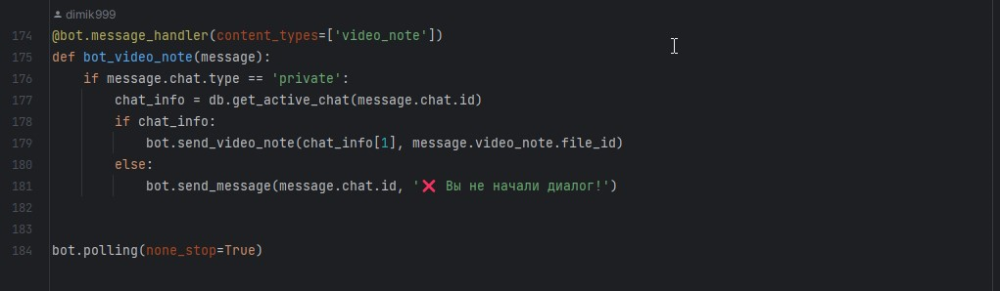 dimik999
174 @bot.message_handler(content_types=['video_note'])
175 def bot_video_note(message):
176     if message.chat.type == 'private':
177         chat_info = db.get_active_chat(message.chat.id)
178         if chat_info:
179             bot.send_video_note(chat_info[1], message.video_note.file_id)
180         else:
181             bot.send_message(message.chat.id, '❌ Вы не начали диалог!')
182
183
184 bot.polling(none_stop=True)